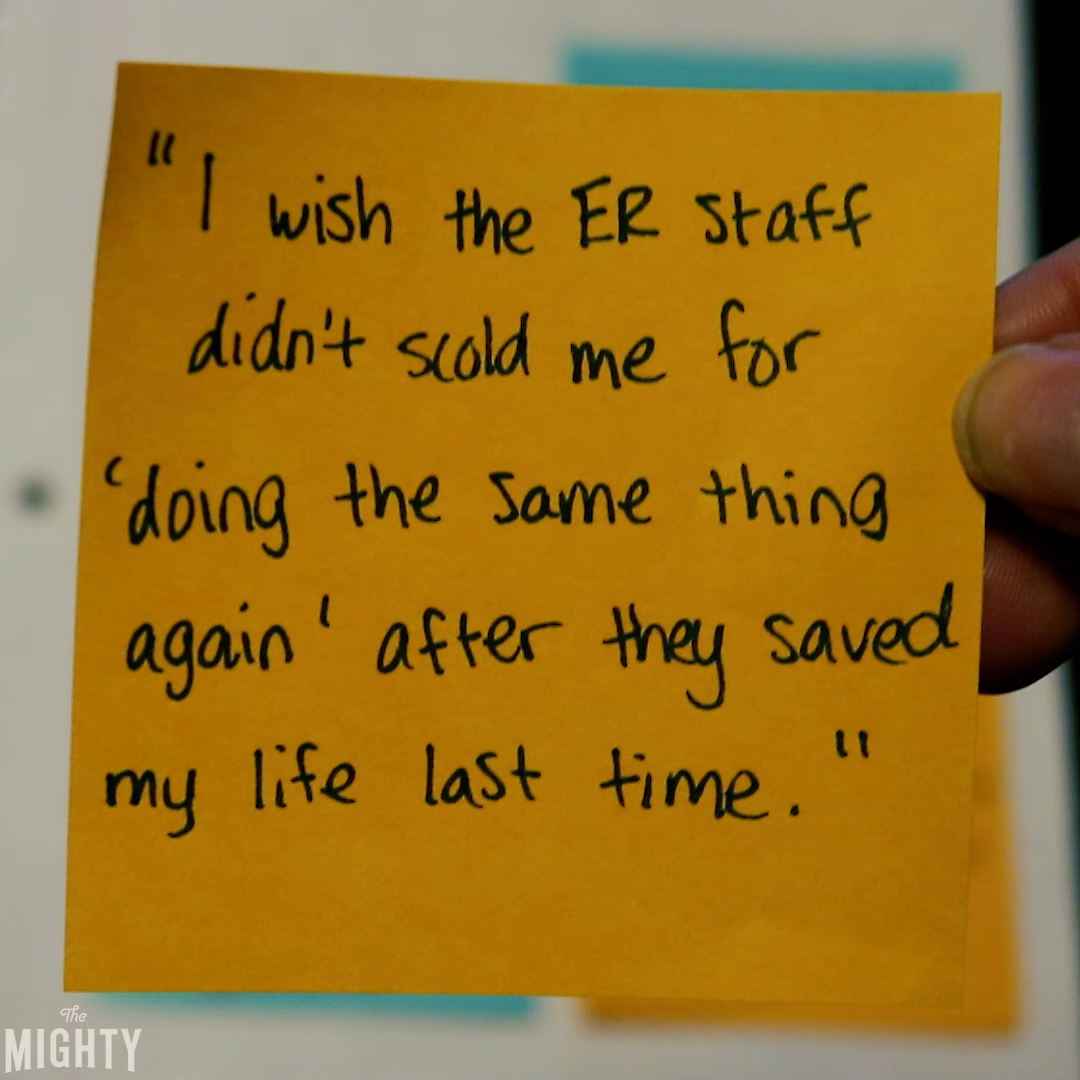 "I wish the ER staff
didn't scold me for
'doing the same thing
again' after they saved
my life last time."
The
MIGHTY